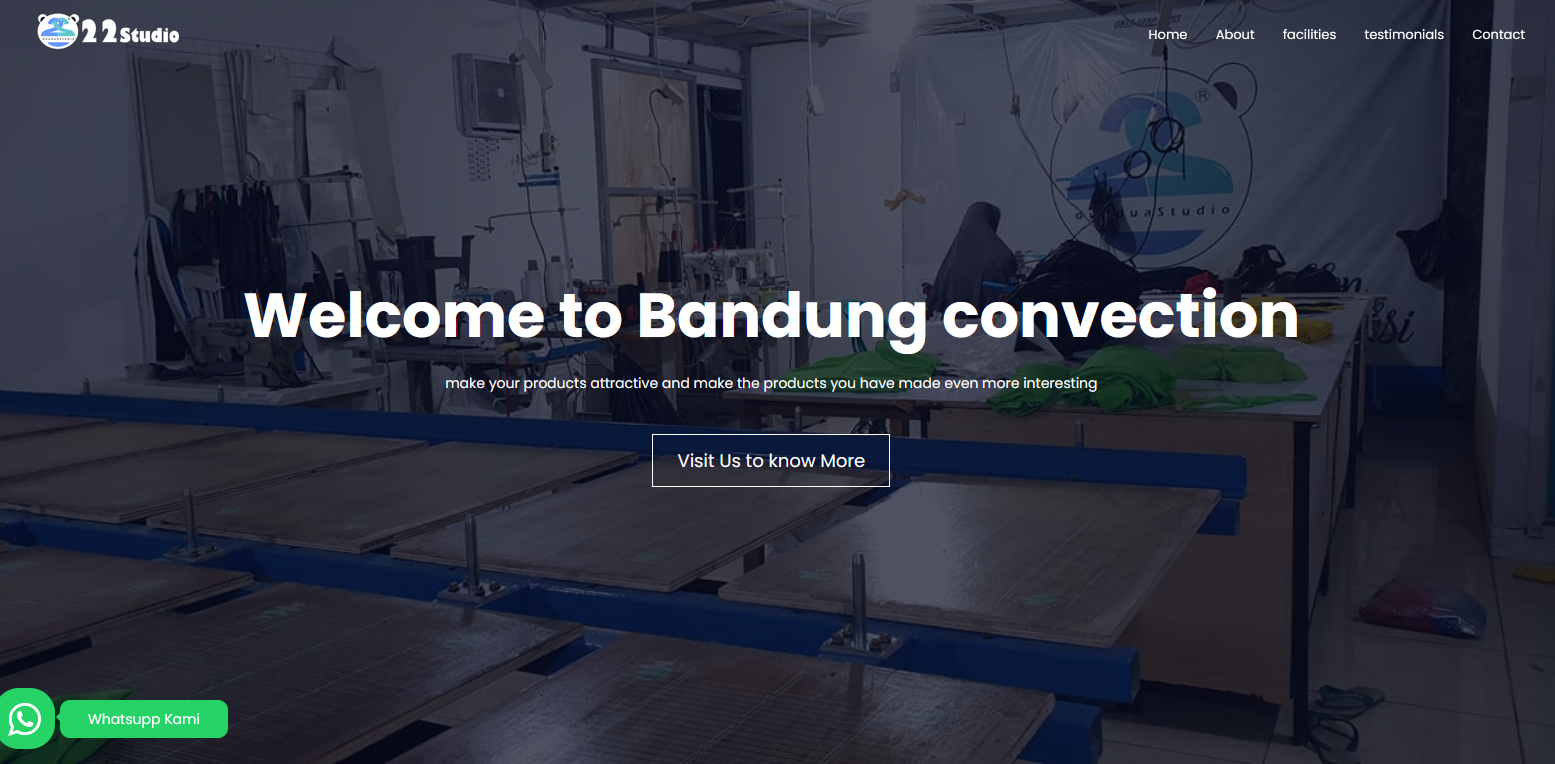 22Studio
Home About facilities testimonials Contact
®
duaduaStudio
Welcome to Bandung convection
make your products attractive and make the products you have made even more interesting
Visit Us to know More
Whatsupp Kami